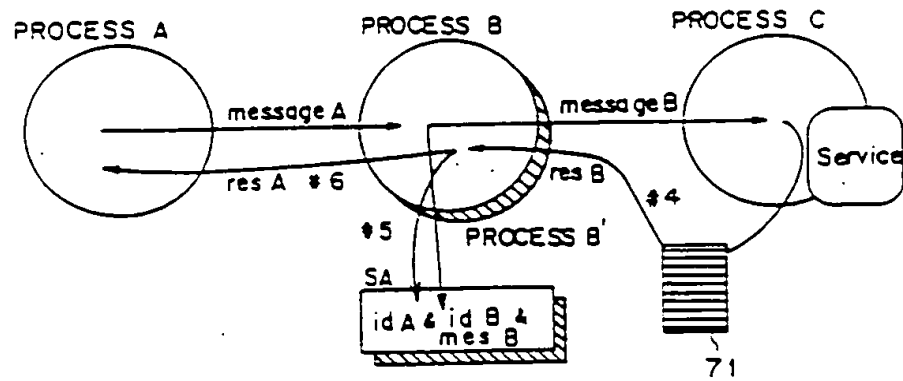 PROCESS A
PROCESS B
PROCESS C
message A
message B
Service
res A #6
res B
#4
#5
PROCESS B'
SA
id A & id B &
mes B
71